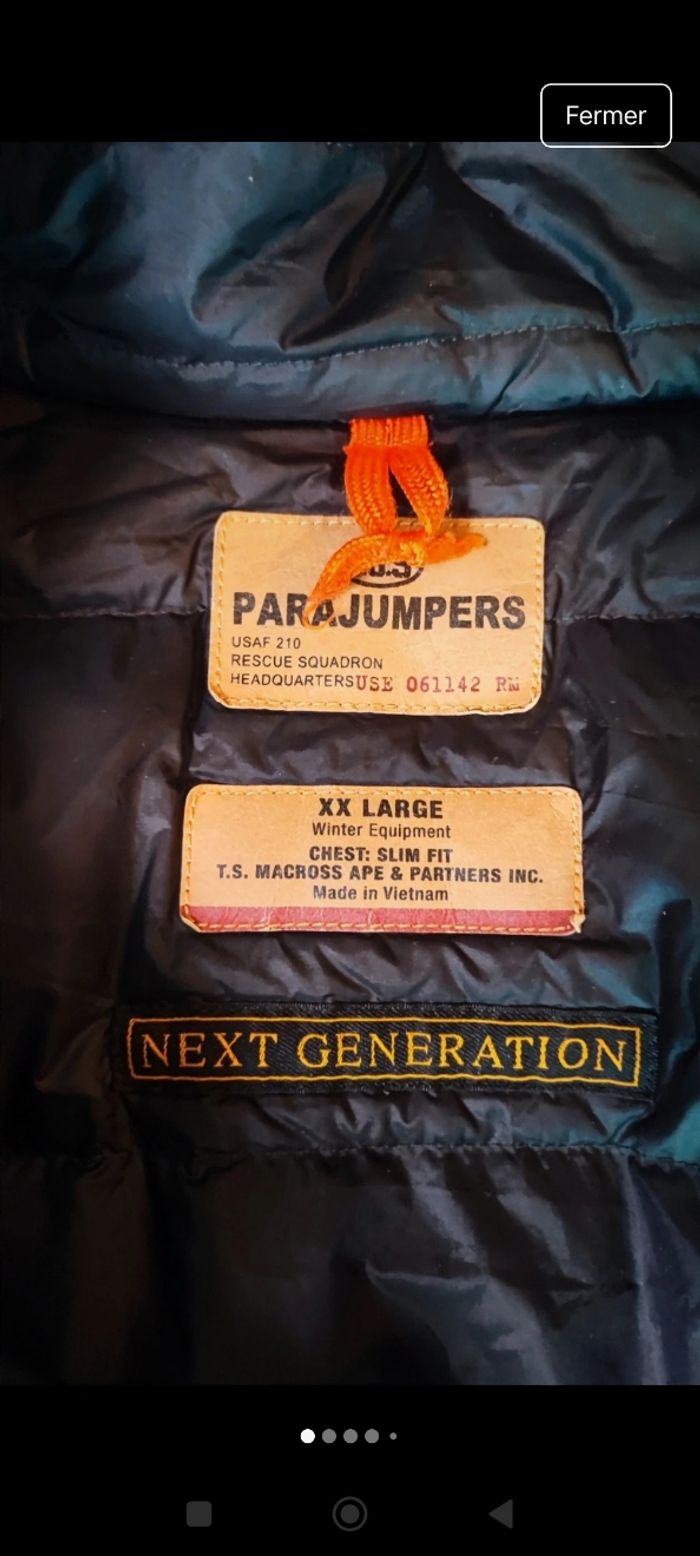 Fermer
PARAJUMPERS
USAF 210
RESCUE SQUADRON
HEADQUARTERS USE 061142 RN
XX LARGE
Winter Equipment
CHEST: SLIM FIT
T.S. MACROSS APE & PARTNERS INC.
Made in Vietnam
NEXT GENERATION